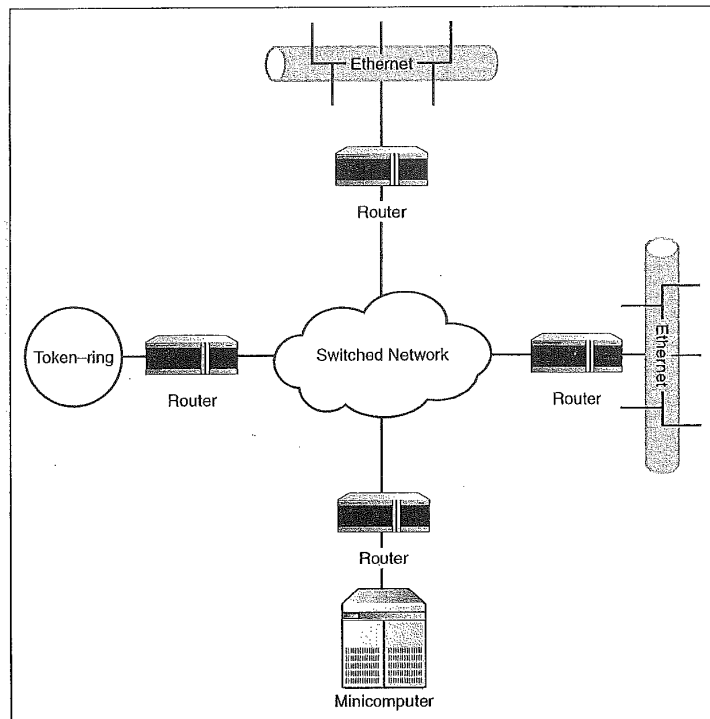 Ethernet
Router
Token-ring
Router
Switched Network
Router
Ethernet
Router
Minicomputer